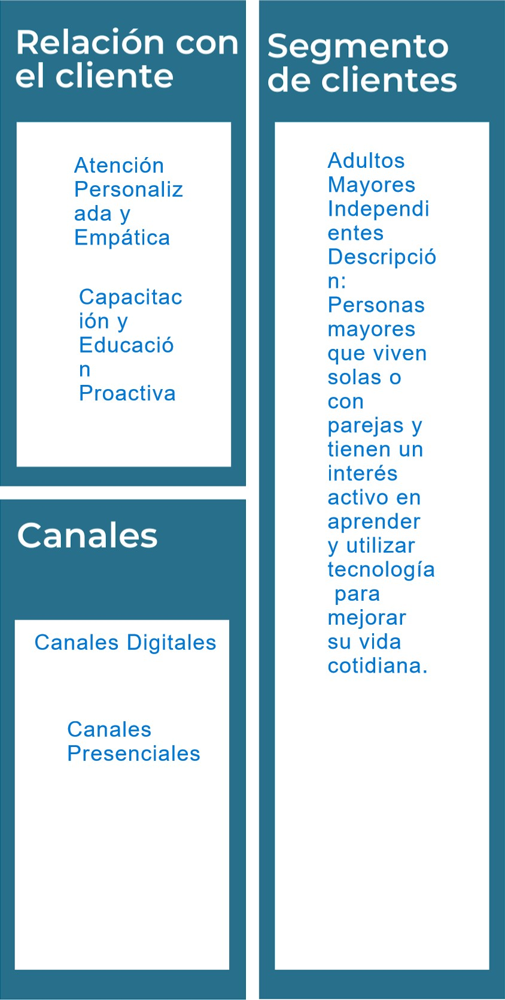 Relación con
el cliente
Atención
Personaliz
ada y
Empática
Capacitac
ión y
Educació
n
Proactiva
Canales
Canales Digitales
Canales
Presenciales
Segmento
de clientes
Adultos
Mayores
Independi
entes
Descripció
n:
Personas
mayores
que viven
solas o
con
parejas y
tienen un
interés
activo en
aprender
y utilizar
tecnología
para
mejorar
su vida
cotidiana.